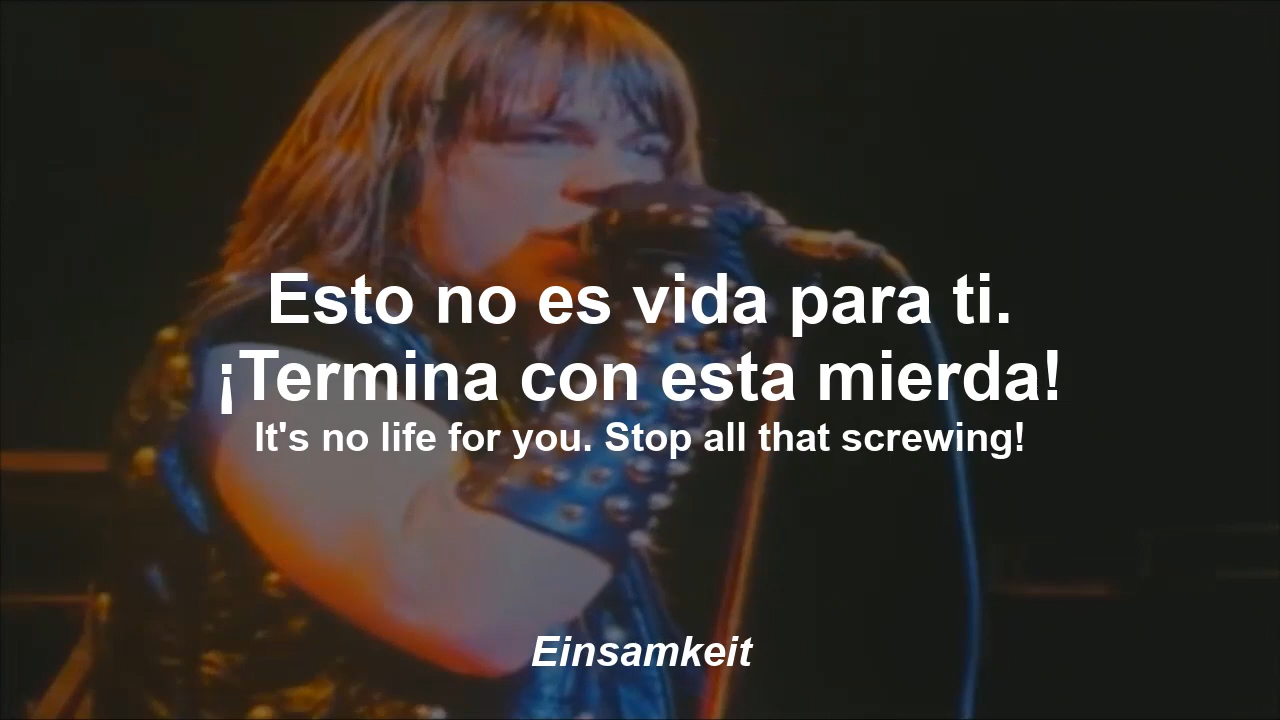 Esto no es vida para ti.
¡Termina con esta mierda!
It's no life for you. Stop all that screwing!
Einsamkeit